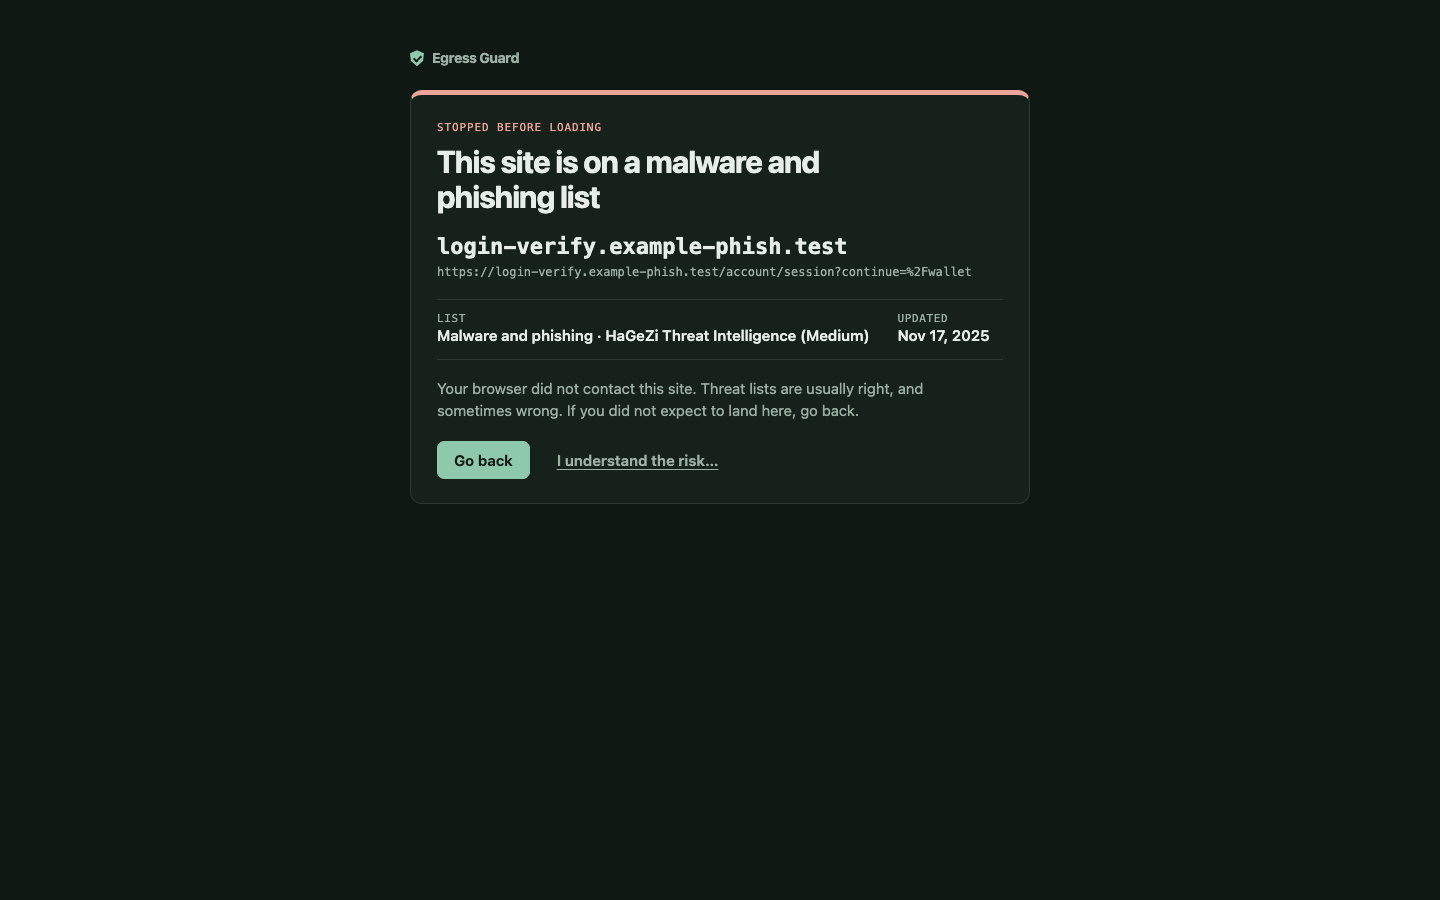 Egress Guard
STOPPED BEFORE LOADING
This site is on a malware and
phishing list
login-verify.example-phish.test
https://login-verify.example-phish.test/account/session?continue=%2Fwallet
LIST
Malware and phishing · HaGeZi Threat Intelligence (Medium)
UPDATED
Nov 17, 2025
Your browser did not contact this site. Threat lists are usually right, and
sometimes wrong. If you did not expect to land here, go back.
Go back
I understand the risk...